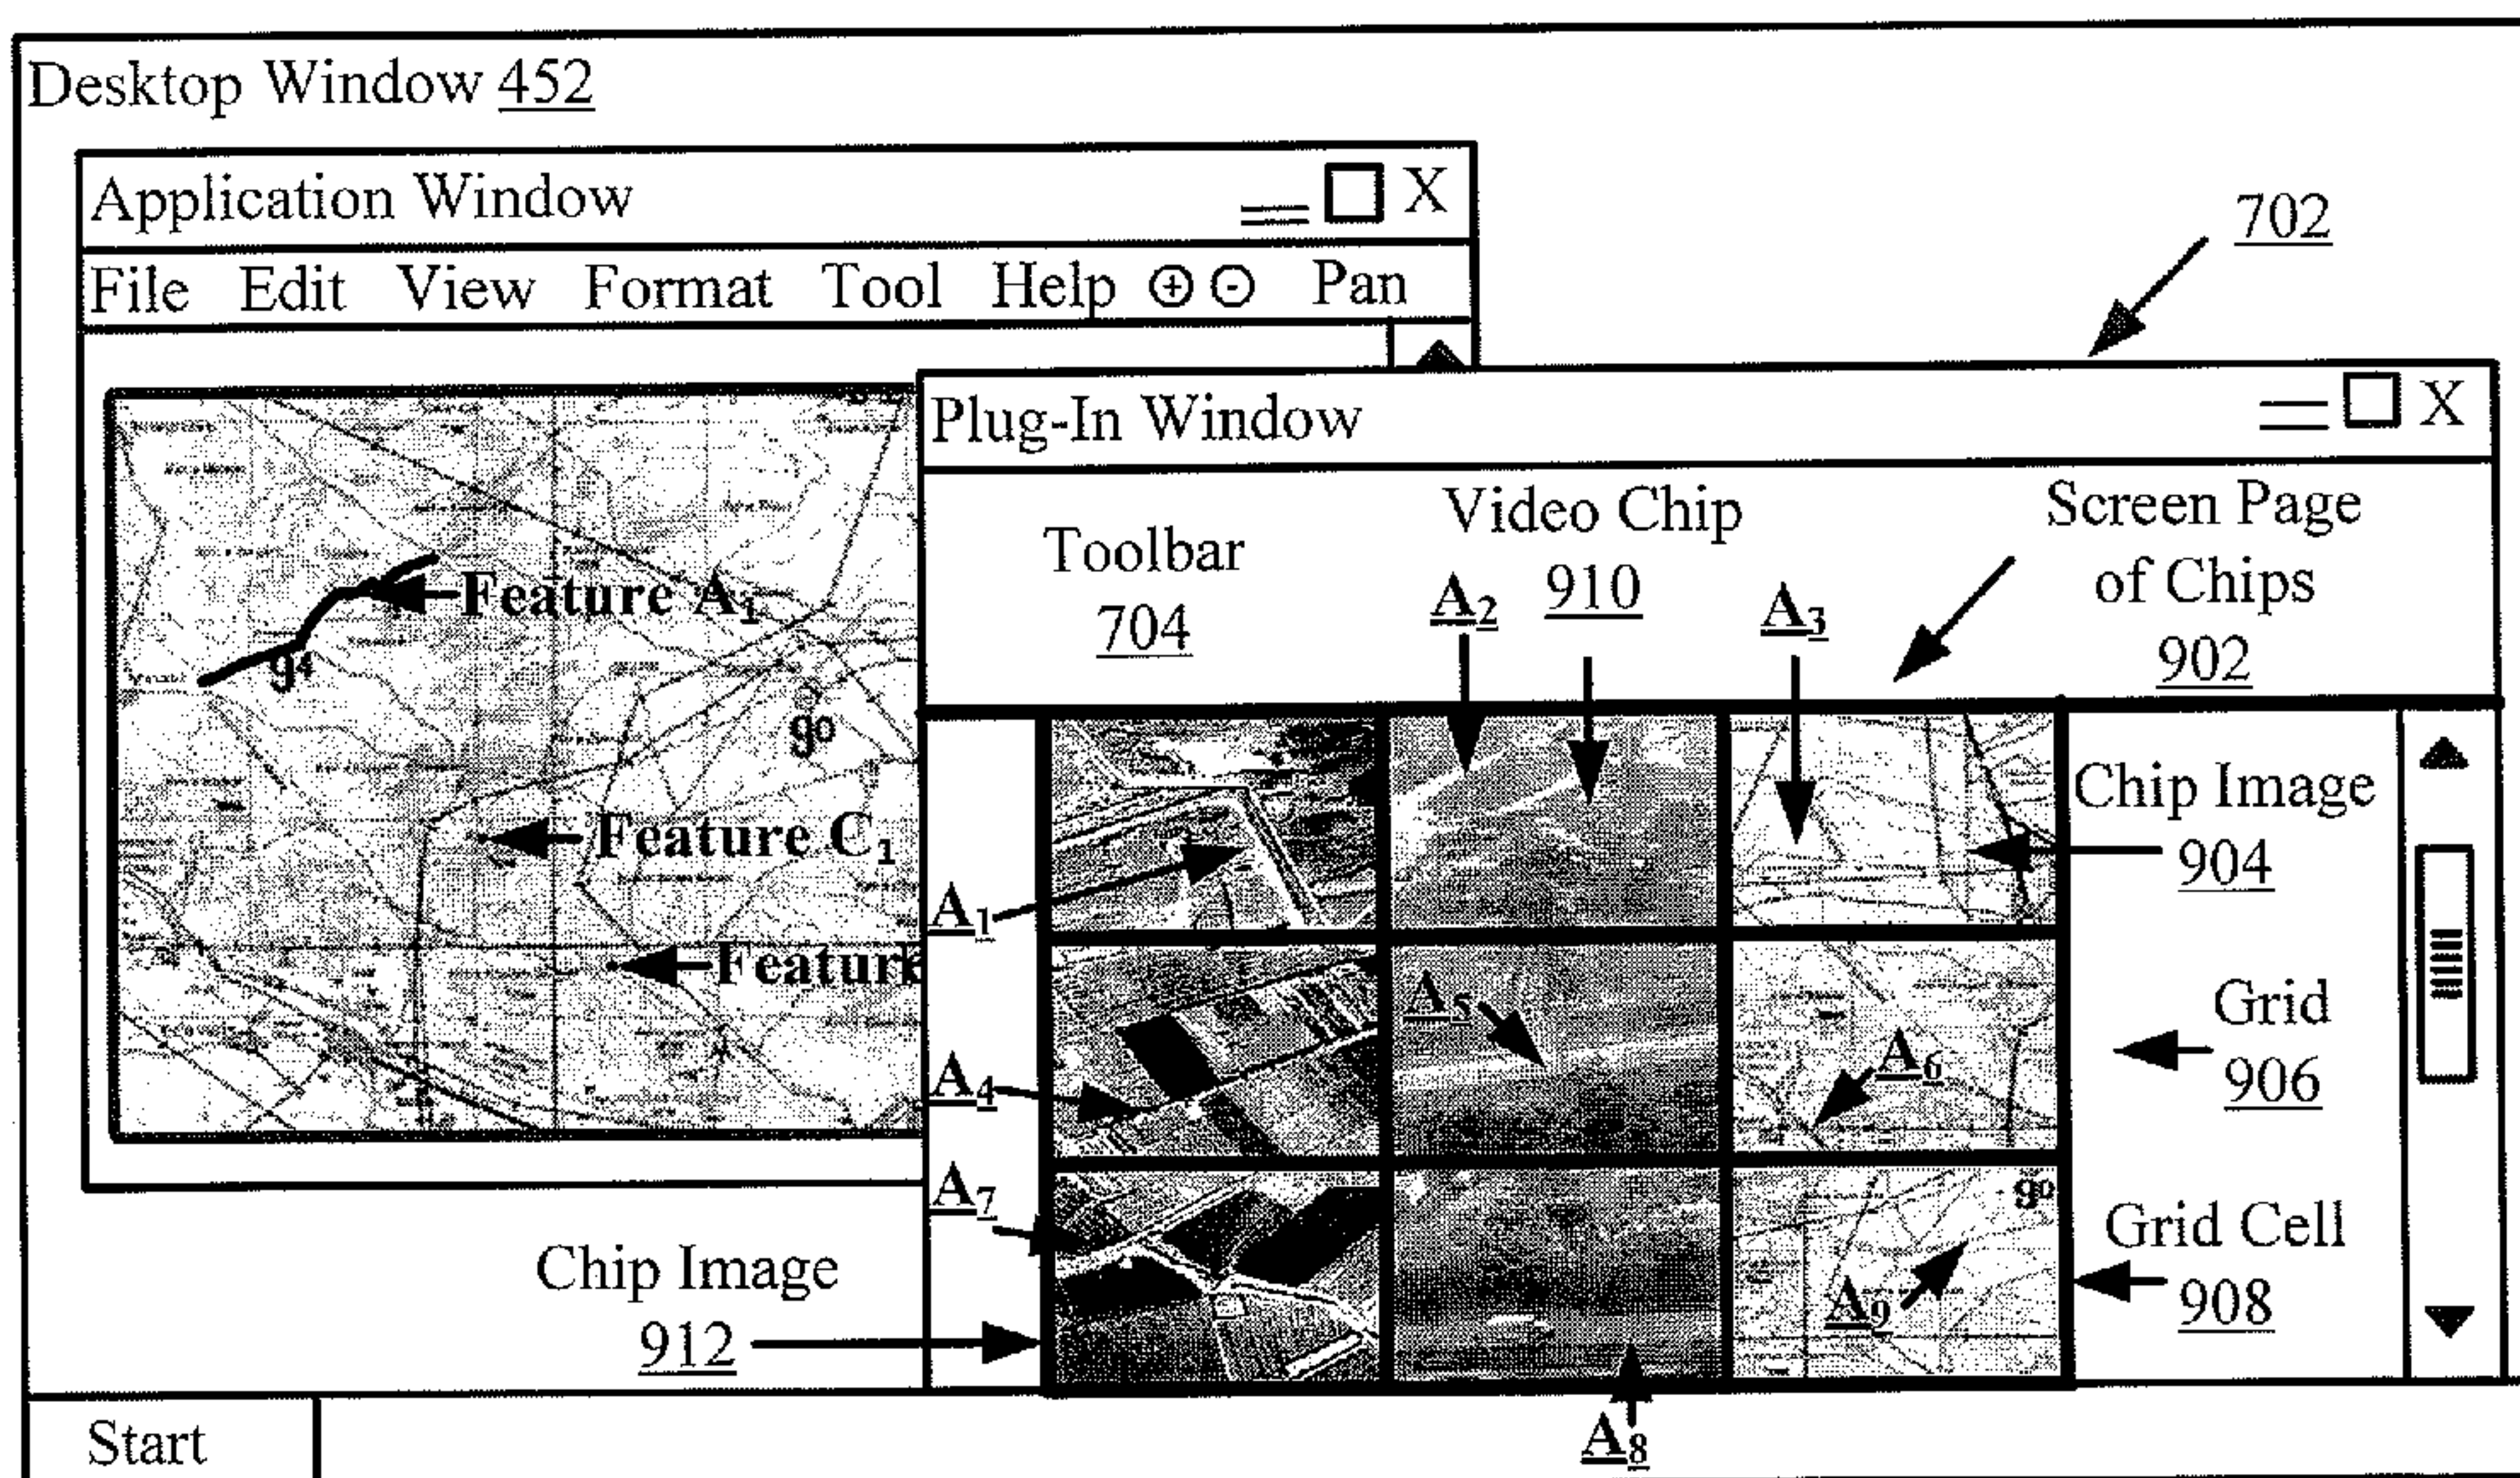 Desktop Window 452
Application Window X
File Edit View Format Tool Help + - Pan
702
Plug-In Window X
Toolbar
704
Video Chip
910
Screen Page
of Chips
902
A2
A3
Feature A1
g4
g0
Feature C1
Featur
A1
Chip Image
904
A5
A6
A4
Grid
906
A7
g0
Grid Cell
908
A9
Chip Image
912
A8
Start